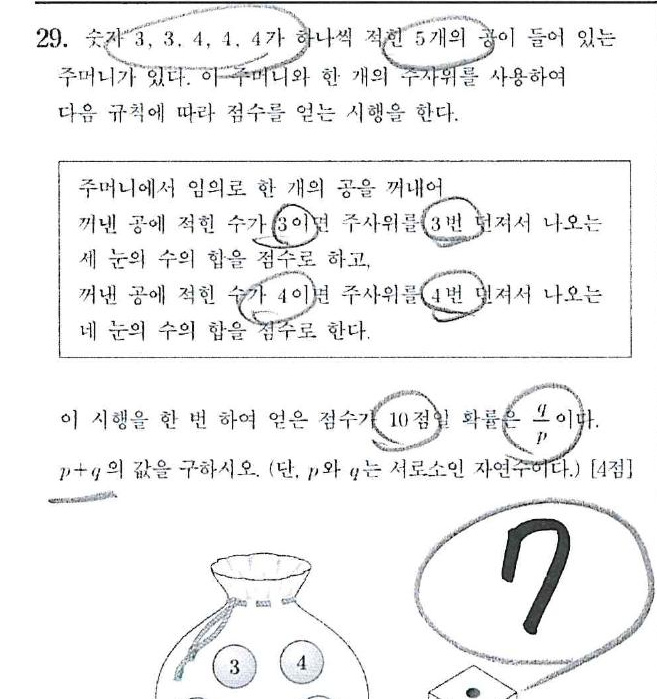 29. 숫자 3, 3, 4, 4, 4가 하나씩 적힌 5개의 공이 들어 있는
주머니가 있다. 이 주머니와 한 개의 주사위를 사용하여
다음 규칙에 따라 점수를 얻는 시행을 한다.
주머니에서 임의로 한 개의 공을 꺼내어
꺼낸 공에 적힌 수가 3이면 주사위를 3번 던져서 나오는
세 눈의 수의 합을 점수로 하고,
꺼낸 공에 적힌 수가 4이면 주사위를 4번 던져서 나오는
네 눈의 수의 합을 점수로 한다.
이 시행을 한 번 하여 얻은 점수가 10점일 확률은 q/p 이다.
p+q의 값을 구하시오. (단, p와 q는 서로소인 자연수이다.) [4점]
?
3 4